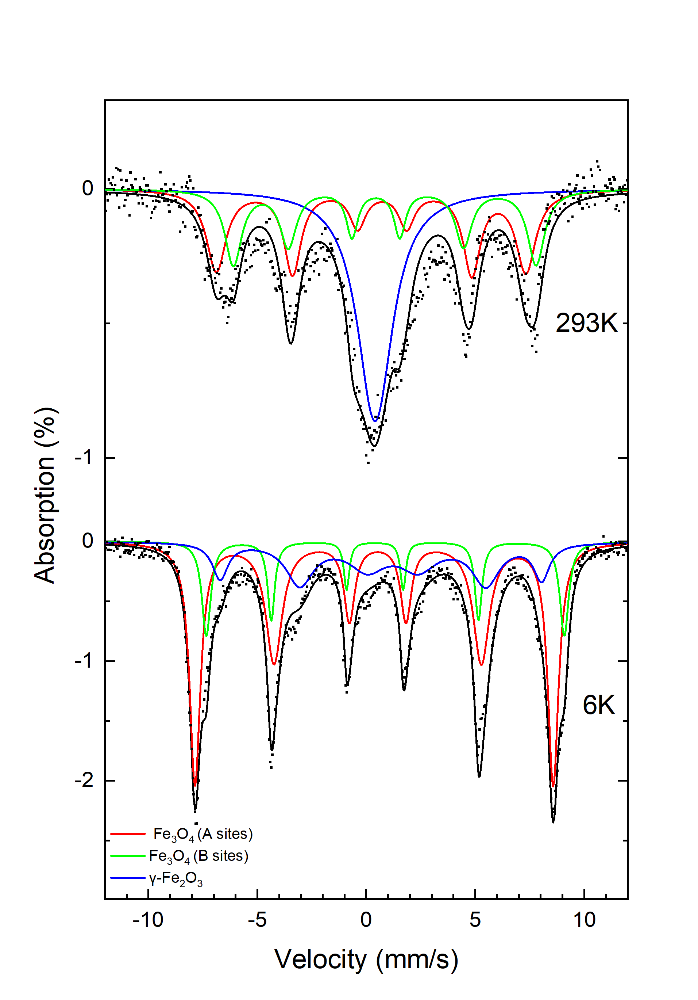 0
293K
-1
Absorption (%)
0
-1
6K
-2
Fe₃O₄ (A sites)
Fe₃O₄ (B sites)
γ-Fe₂O₃
-10 -5 0 5 10
Velocity (mm/s)